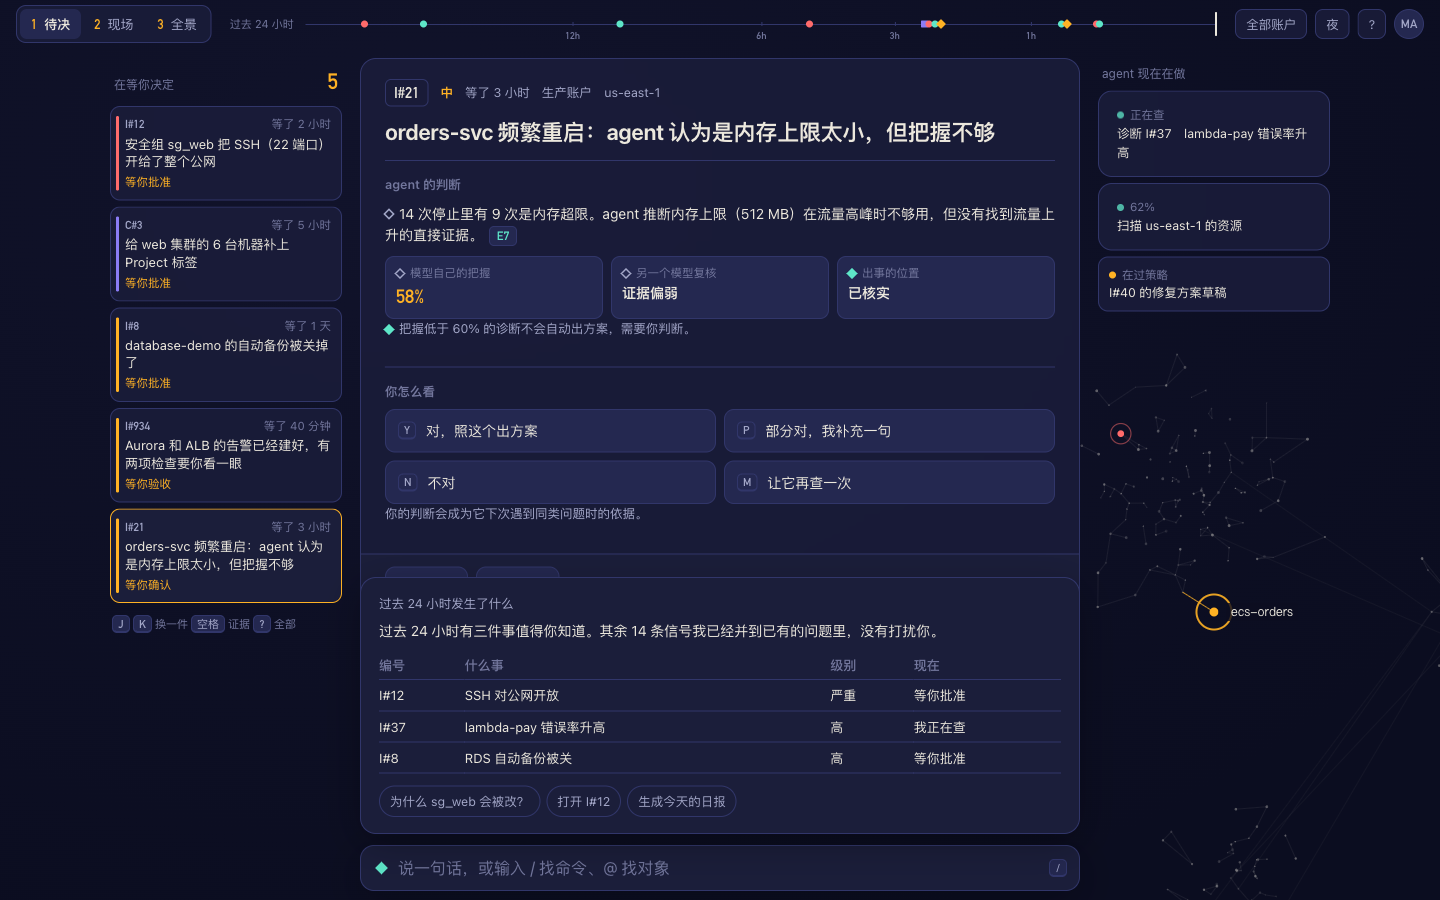 1 待决 2 现场 3 全景
过去 24 小时
12h 6h 3h 1h
全部账户 夜 ? MA
在等你决定 5
I#12 等了 2 小时
安全组 sg_web 把 SSH（22 端口）
开给了整个公网
等你批准
C#3 等了 5 小时
给 web 集群的 6 台机器补上
Project 标签
等你批准
I#8 等了 1 天
database-demo 的自动备份被关掉
了
等你批准
I#934 等了 40 分钟
Aurora 和 ALB 的告警已经建好，有
两项检查要你看一眼
等你验收
I#21 等了 3 小时
orders-svc 频繁重启：agent 认为
是内存上限太小，但把握不够
等你确认
J K 换一件 空格 证据 ? 全部
I#21 中 等了 3 小时 生产账户 us-east-1
orders-svc 频繁重启：agent 认为是内存上限太小，但把握不够
agent 的判断
14 次停止里有 9 次是内存超限。agent 推断内存上限（512 MB）在流量高峰时不够用，但没有找到流量上
升的直接证据。 E7
模型自己的把握
58%
另一个模型复核
证据偏弱
出事的位置
已核实
把握低于 60% 的诊断不会自动出方案，需要你判断。
你怎么看
Y 对，照这个出方案
P 部分对，我补充一句
N 不对
M 让它再查一次
你的判断会成为它下次遇到同类问题时的依据。
过去 24 小时发生了什么
过去 24 小时有三件事值得你知道。其余 14 条信号我已经并到已有的问题里，没有打扰你。
编号 什么事 级别 现在
I#12 SSH 对公网开放 严重 等你批准
I#37 lambda-pay 错误率升高 高 我正在查
I#8 RDS 自动备份被关 高 等你批准
为什么 sg_web 会被改？ 打开 I#12 生成今天的日报
说一句话，或输入 / 找命令、@ 找对象 /
agent 现在在做
正在查
诊断 I#37 lambda-pay 错误率升
高
62%
扫描 us-east-1 的资源
在过策略
I#40 的修复方案草稿
ecs-orders